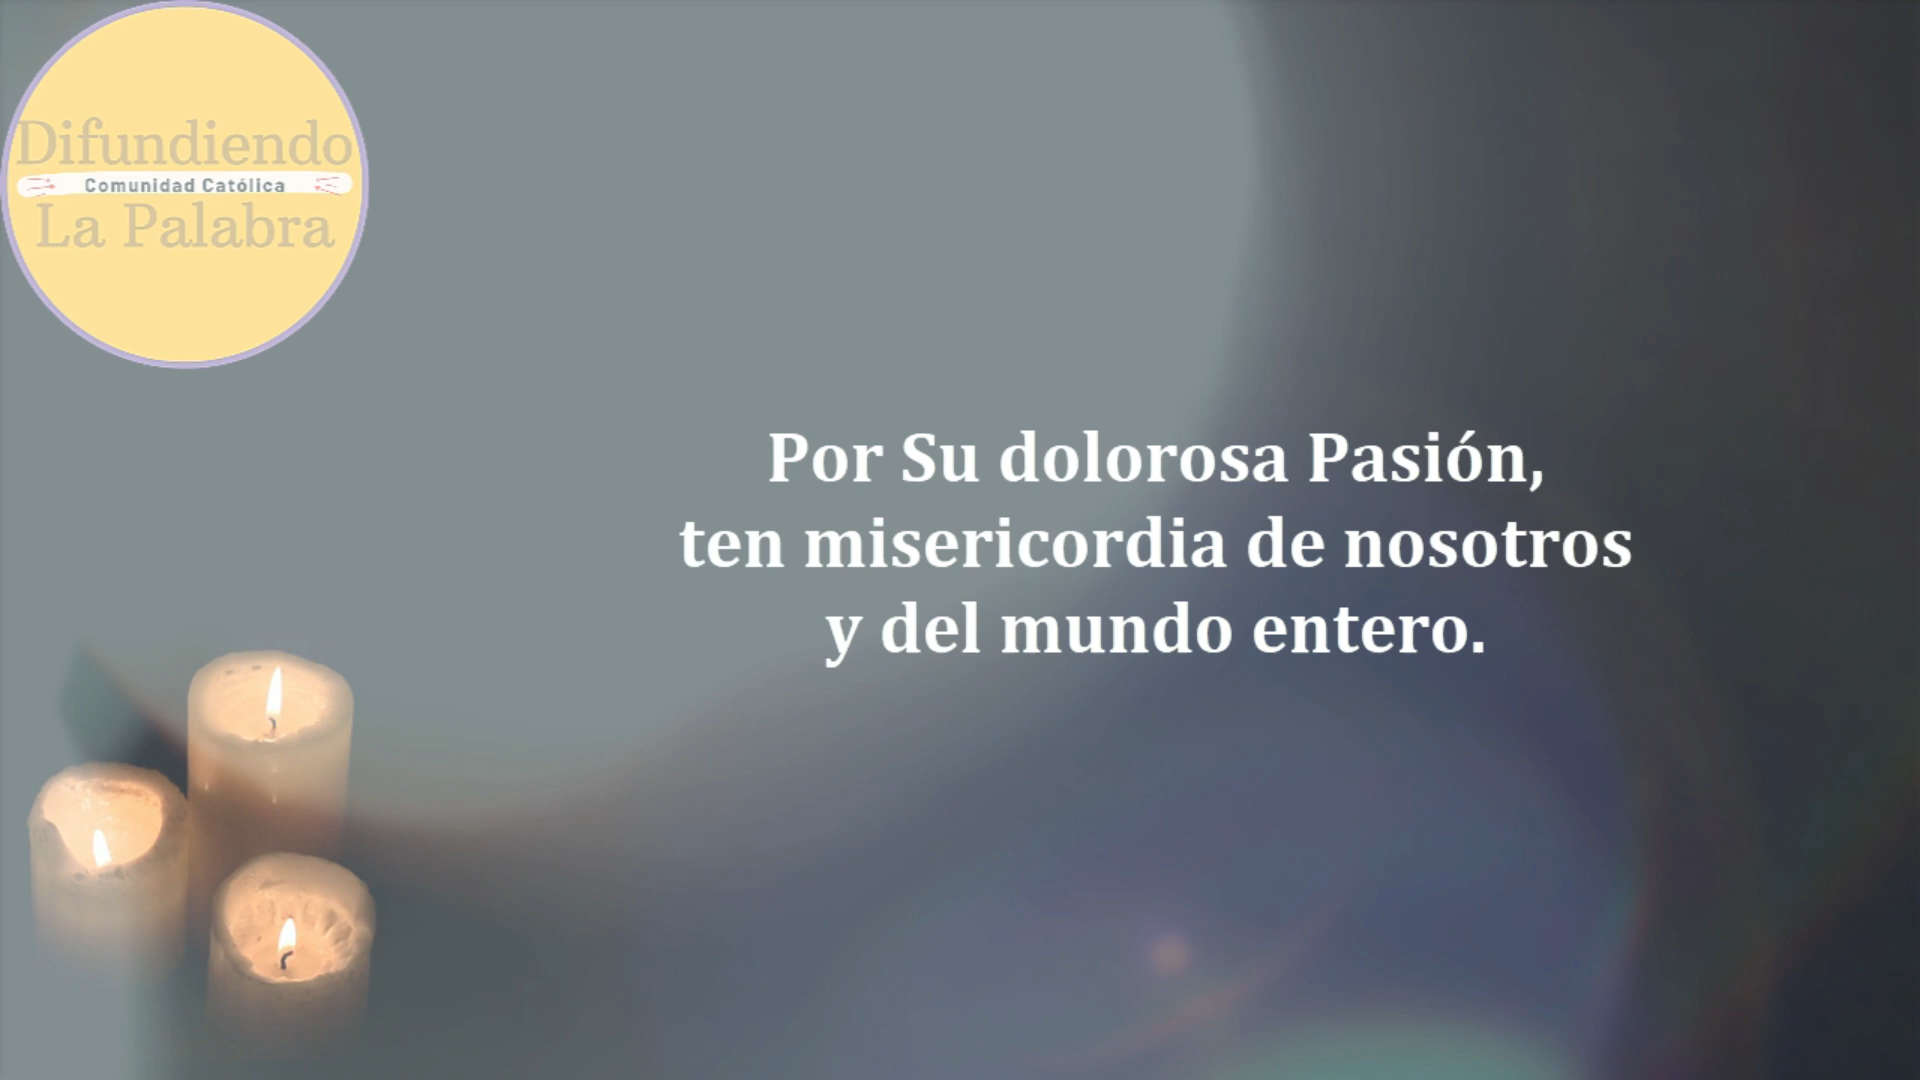 Difundiendo
Comunidad Católica
La Palabra
Por Su dolorosa Pasión,
ten misericordia de nosotros
y del mundo entero.